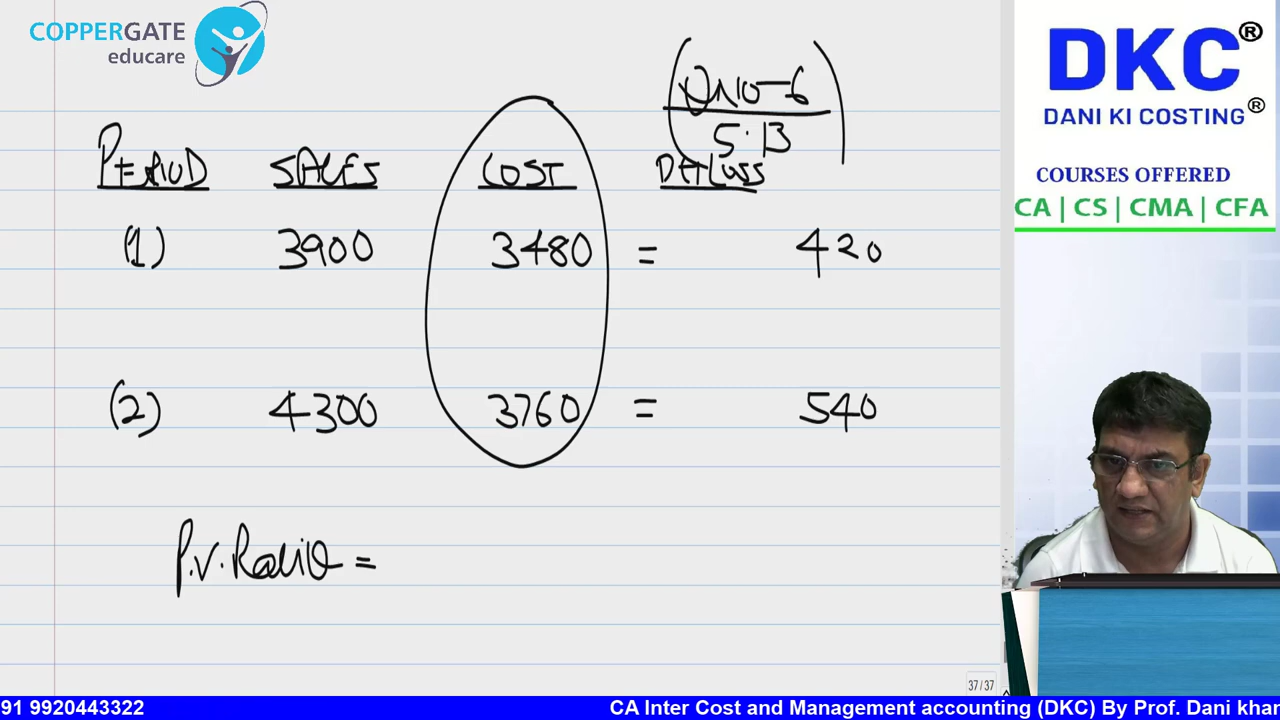 COPPERGATE
educare
DKC®
DANI KI COSTING®
COURSES OFFERED
CA | CS | CMA | CFA
5.13
PERIOD SALES COST
(1) 3900 3480 = 420
(2) 4300 3760 = 540
P.V. Ratio =
37/37
91 9920443322 CA Inter Cost and Management accounting (DKC) By Prof. Dani khan